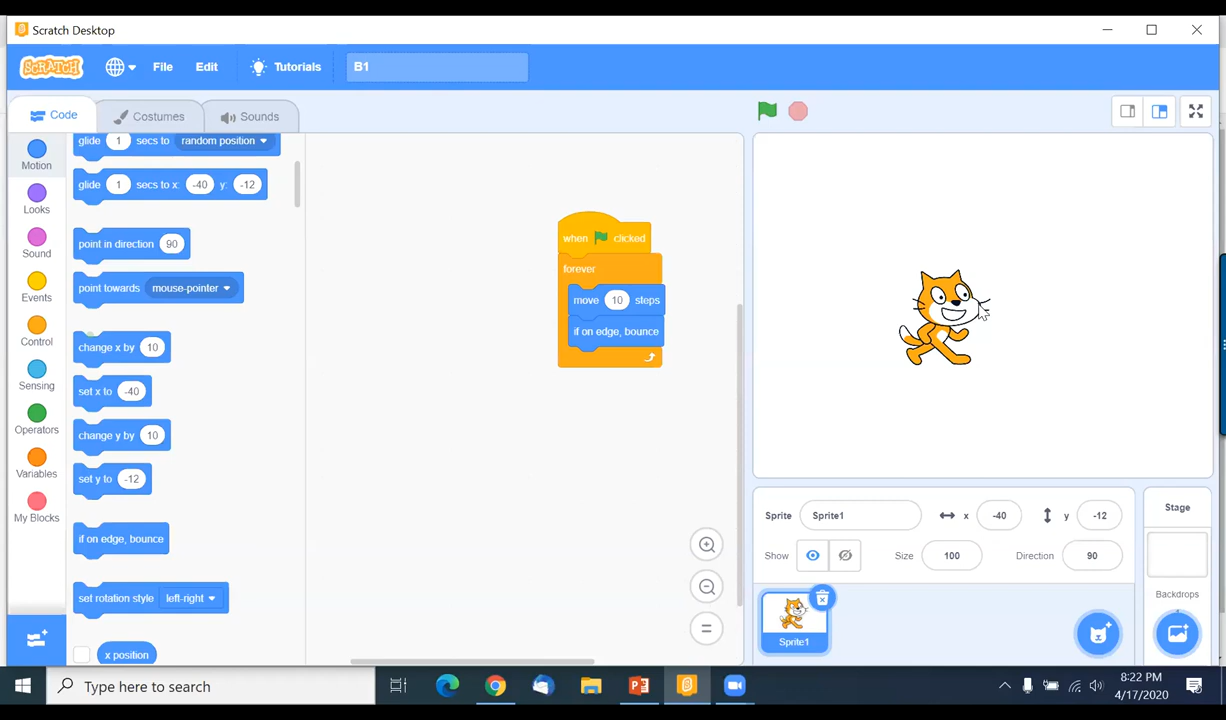 Scratch Desktop
SCRATCH File Edit Tutorials B1
Code Costumes Sounds
Motion
Looks
Sound
Events
Control
Sensing
Operators
Variables
My Blocks
glide 1 secs to random position
glide 1 secs to x: -40 y: -12
point in direction 90
point towards mouse-pointer
change x by 10
set x to -40
change y by 10
set y to -12
if on edge, bounce
set rotation style left-right
x position
when clicked
forever
move 10 steps
if on edge, bounce
Sprite Sprite1 x -40 y -12
Show Size 100 Direction 90
Sprite1
Stage
Backdrops
Type here to search
8:22 PM
4/17/2020